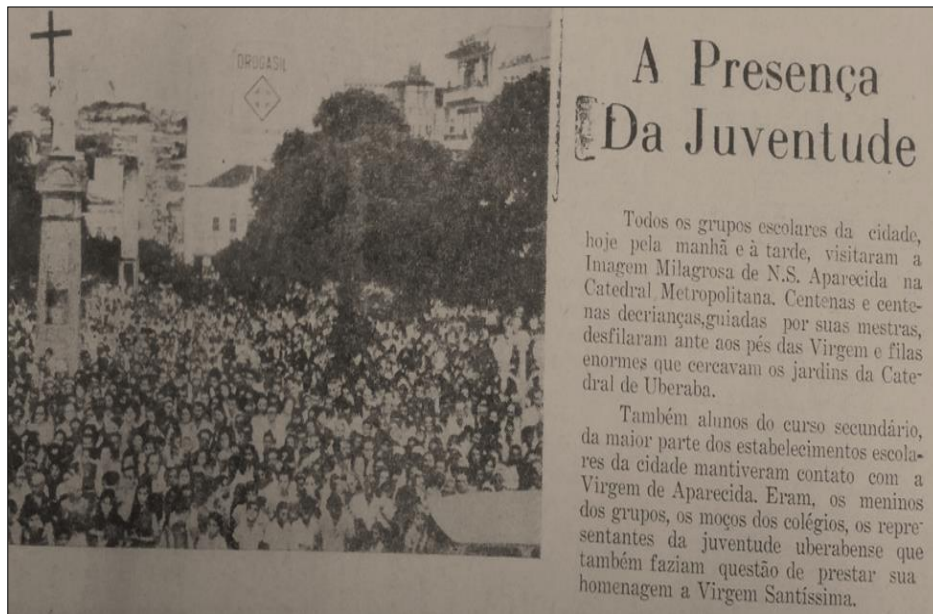 DROGASIL
A Presença
Da Juventude
Todos os grupos escolares da cidade,
hoje pela manhã e à tarde, visitaram a
Imagem Milagrosa de N.S. Aparecida na
Catedral Metropolitana. Centenas e cente-
nas decrianças,guiadas por suas mestras,
desfilaram ante aos pés das Virgem e filas
enormes que cercavam os jardins da Cate-
dral de Uberaba.
Também alunos do curso secundário,
da maior parte dos estabelecimentos escola-
res da cidade mantiveram contato com a
Virgem de Aparecida. Eram, os meninos
dos grupos, os moços dos colégios, os repre-
sentantes da juventude uberabense que
também faziam questão de prestar sua
homenagem a Virgem Santíssima.